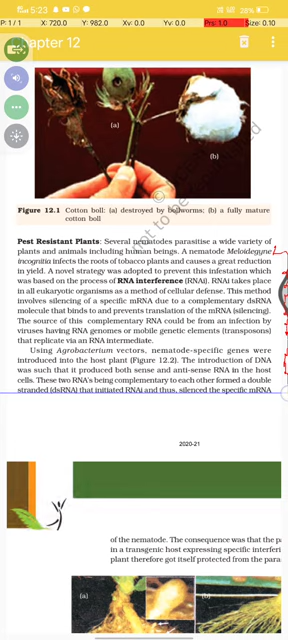 P: 1 / 1 X: 720.0 Y: 982.0 Xv: 0.0 Yv: 0.0 Prs: 1.0 Size: 0.10
5:23 28%
apter 12
(a)
(b)
Figure 12.1 Cotton boll: (a) destroyed by bollworms; (b) a fully mature
cotton boll
Pest Resistant Plants: Several nematodes parasitise a wide variety of
plants and animals including human beings. A nematode Meloidegyne
incognitia infects the roots of tobacco plants and causes a great reduction
in yield. A novel strategy was adopted to prevent this infestation which
was based on the process of RNA interference (RNAi). RNAi takes place
in all eukaryotic organisms as a method of cellular defense. This method
involves silencing of a specific mRNA due to a complementary dsRNA
molecule that binds to and prevents translation of the mRNA (silencing).
The source of this complementary RNA could be from an infection by
viruses having RNA genomes or mobile genetic elements (transposons)
that replicate via an RNA intermediate.
Using Agrobacterium vectors, nematode-specific genes were
introduced into the host plant (Figure 12.2). The introduction of DNA
was such that it produced both sense and anti-sense RNA in the host
cells. These two RNA's being complementary to each other formed a double
stranded (dsRNA) that initiated RNAi and thus, silenced the specific mRNA
2020-21
of the nematode. The consequence was that the pa
in a transgenic host expressing specific interferi
plant therefore got itself protected from the para
(a)
(b)